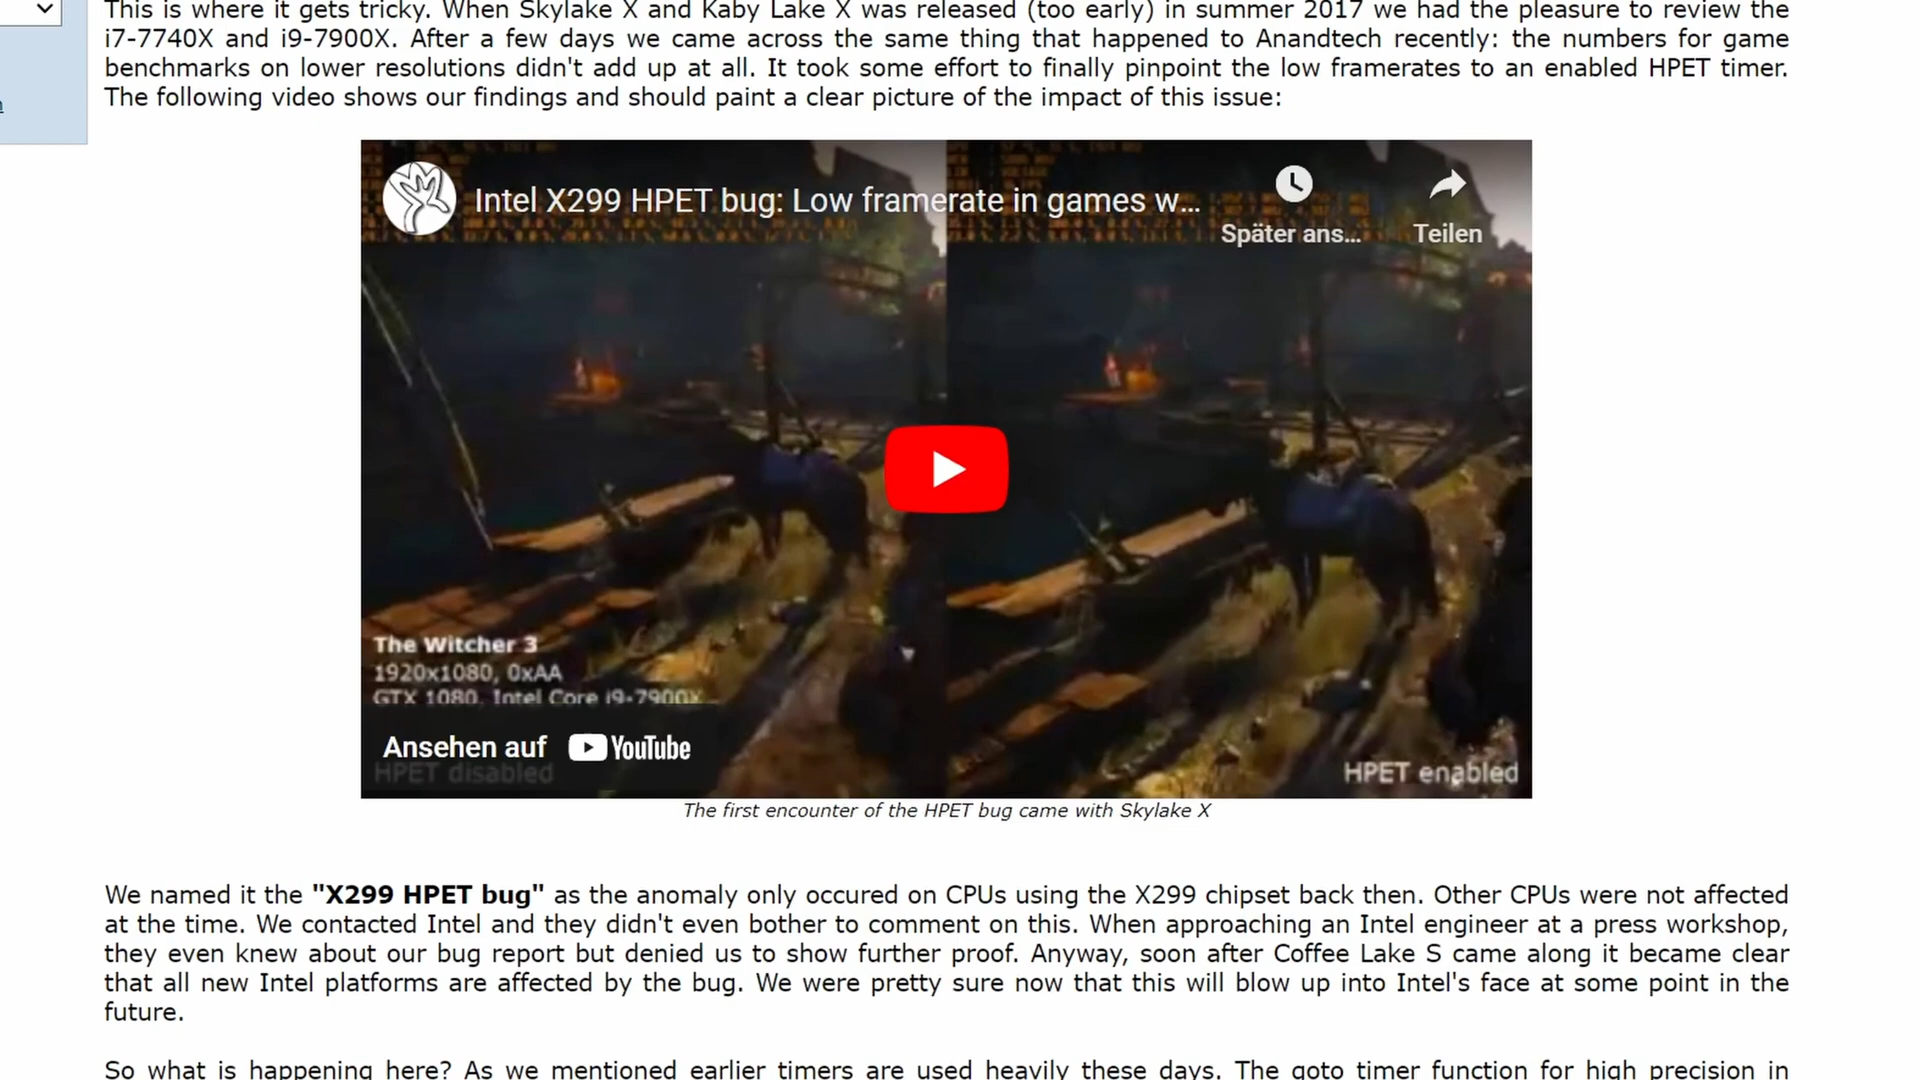 This is where it gets tricky. When Skylake X and Kaby Lake X was released (too early) in summer 2017 we had the pleasure to review the
i7-7740X and i9-7900X. After a few days we came across the same thing that happened to Anandtech recently: the numbers for game
benchmarks on lower resolutions didn't add up at all. It took some effort to finally pinpoint the low framerates to an enabled HPET timer.
The following video shows our findings and should paint a clear picture of the impact of this issue:
Intel X299 HPET bug: Low framerate in games w...
Später ans...
Teilen
The Witcher 3
1920x1080, 0xAA
GTX 1080, Intel Core i9-7900X
Ansehen auf YouTube
HPET disabled
HPET enabled
The first encounter of the HPET bug came with Skylake X
We named it the "X299 HPET bug" as the anomaly only occured on CPUs using the X299 chipset back then. Other CPUs were not affected
at the time. We contacted Intel and they didn't even bother to comment on this. When approaching an Intel engineer at a press workshop,
they even knew about our bug report but denied us to show further proof. Anyway, soon after Coffee Lake S came along it became clear
that all new Intel platforms are affected by the bug. We were pretty sure now that this will blow up into Intel's face at some point in the
future.
So what is happening here? As we mentioned earlier timers are used heavily these days. The goto timer function for high precision in